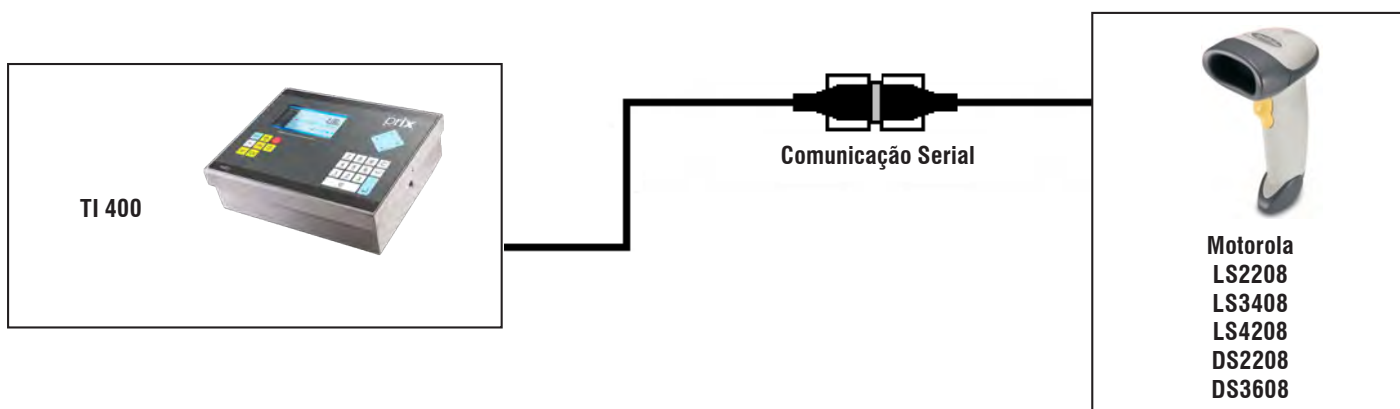 TI 400
prix
Comunicação Serial
Motorola
LS2208
LS3408
LS4208
DS2208
DS3608